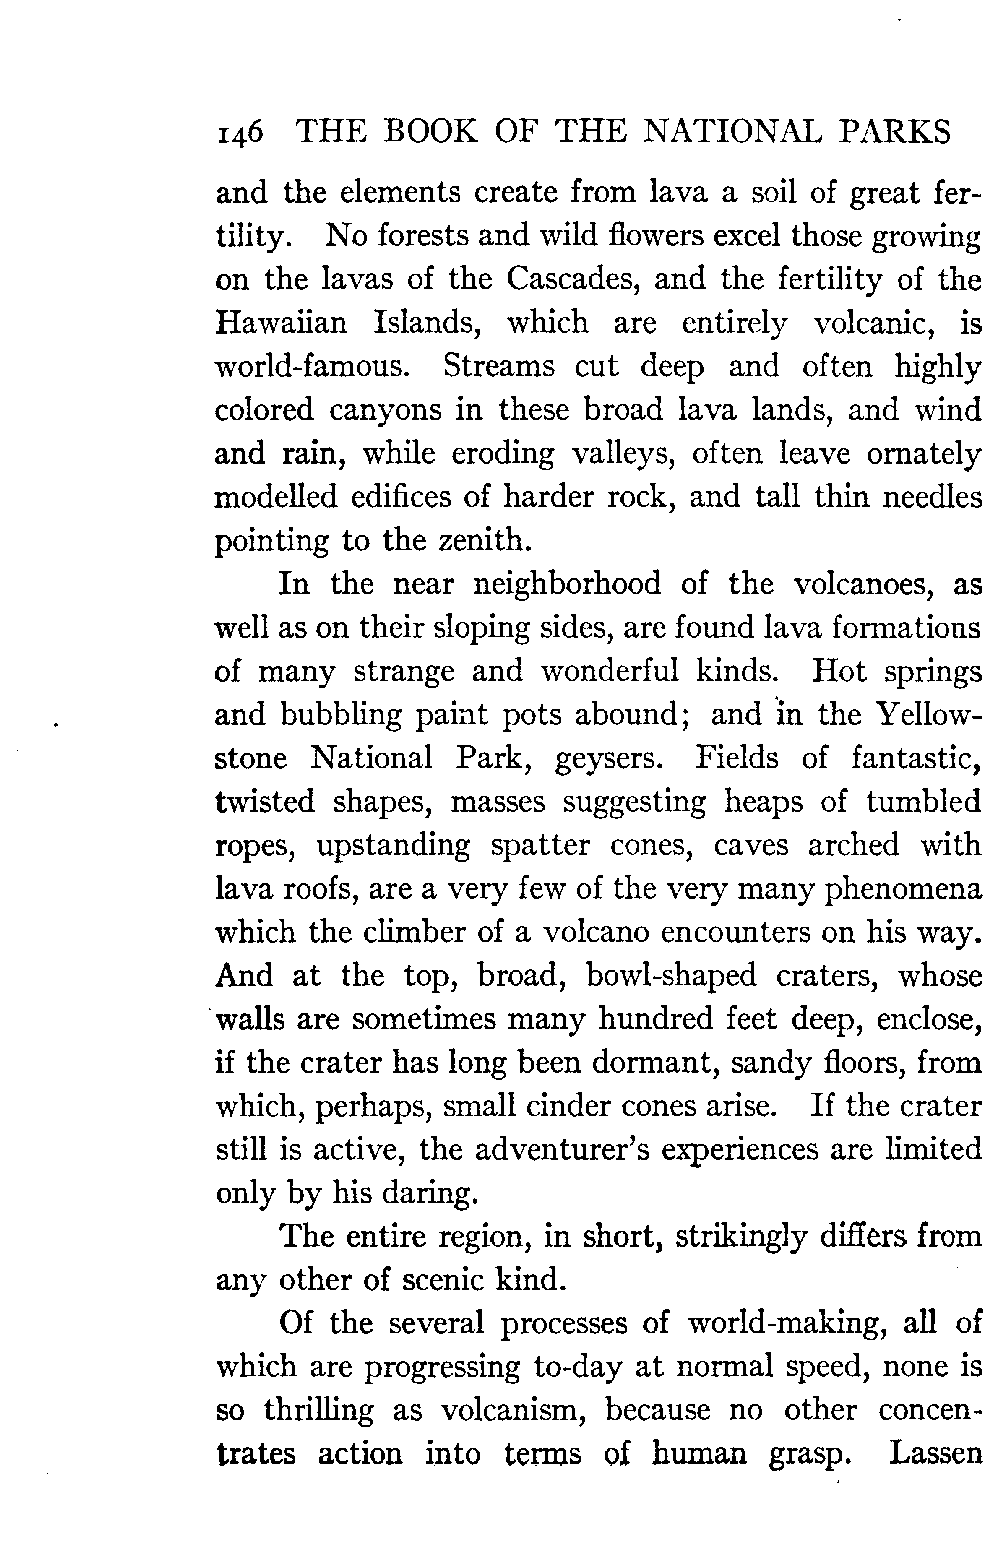 146 THE BOOK OF THE NATIONAL PARKS
and the elements create from lava a soil of great fer-
tility. No forests and wild flowers excel those growing
on the lavas of the Cascades, and the fertility of the
Hawaiian Islands, which are entirely volcanic, is
world-famous. Streams cut deep and often highly
colored canyons in these broad lava lands, and wind
and rain, while eroding valleys, often leave ornately
modelled edifices of harder rock, and tall thin needles
pointing to the zenith.
In the near neighborhood of the volcanoes, as
well as on their sloping sides, are found lava formations
of many strange and wonderful kinds. Hot springs
and bubbling paint pots abound; and in the Yellow-
stone National Park, geysers. Fields of fantastic,
twisted shapes, masses suggesting heaps of tumbled
ropes, upstanding spatter cones, caves arched with
lava roofs, are a very few of the very many phenomena
which the climber of a volcano encounters on his way.
And at the top, broad, bowl-shaped craters, whose
walls are sometimes many hundred feet deep, enclose,
if the crater has long been dormant, sandy floors, from
which, perhaps, small cinder cones arise. If the crater
still is active, the adventurer's experiences are limited
only by his daring.
The entire region, in short, strikingly differs from
any other of scenic kind.
Of the several processes of world-making, all of
which are progressing to-day at normal speed, none is
so thrilling as volcanism, because no other concen-
trates action into terms of human grasp. Lassen